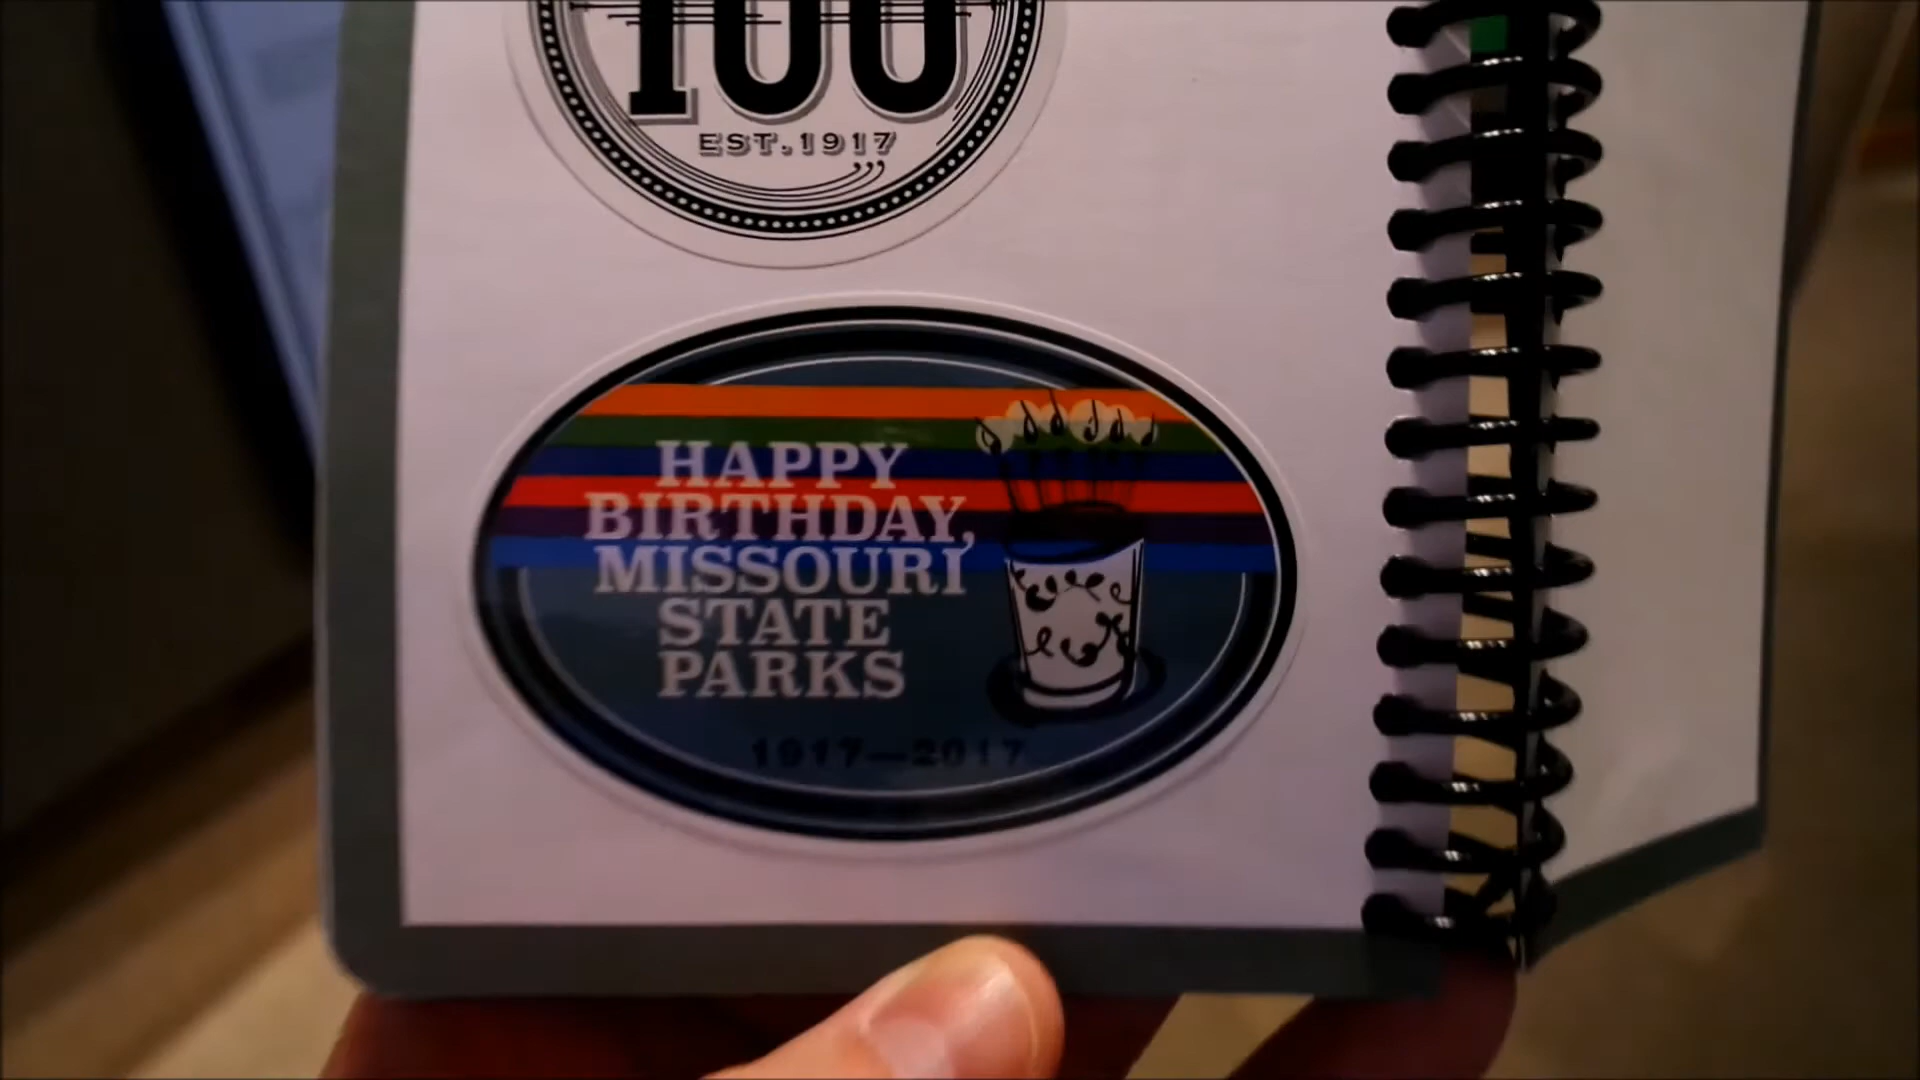 100
EST.1917
HAPPY
BIRTHDAY,
MISSOURI
STATE
PARKS
1917—2017